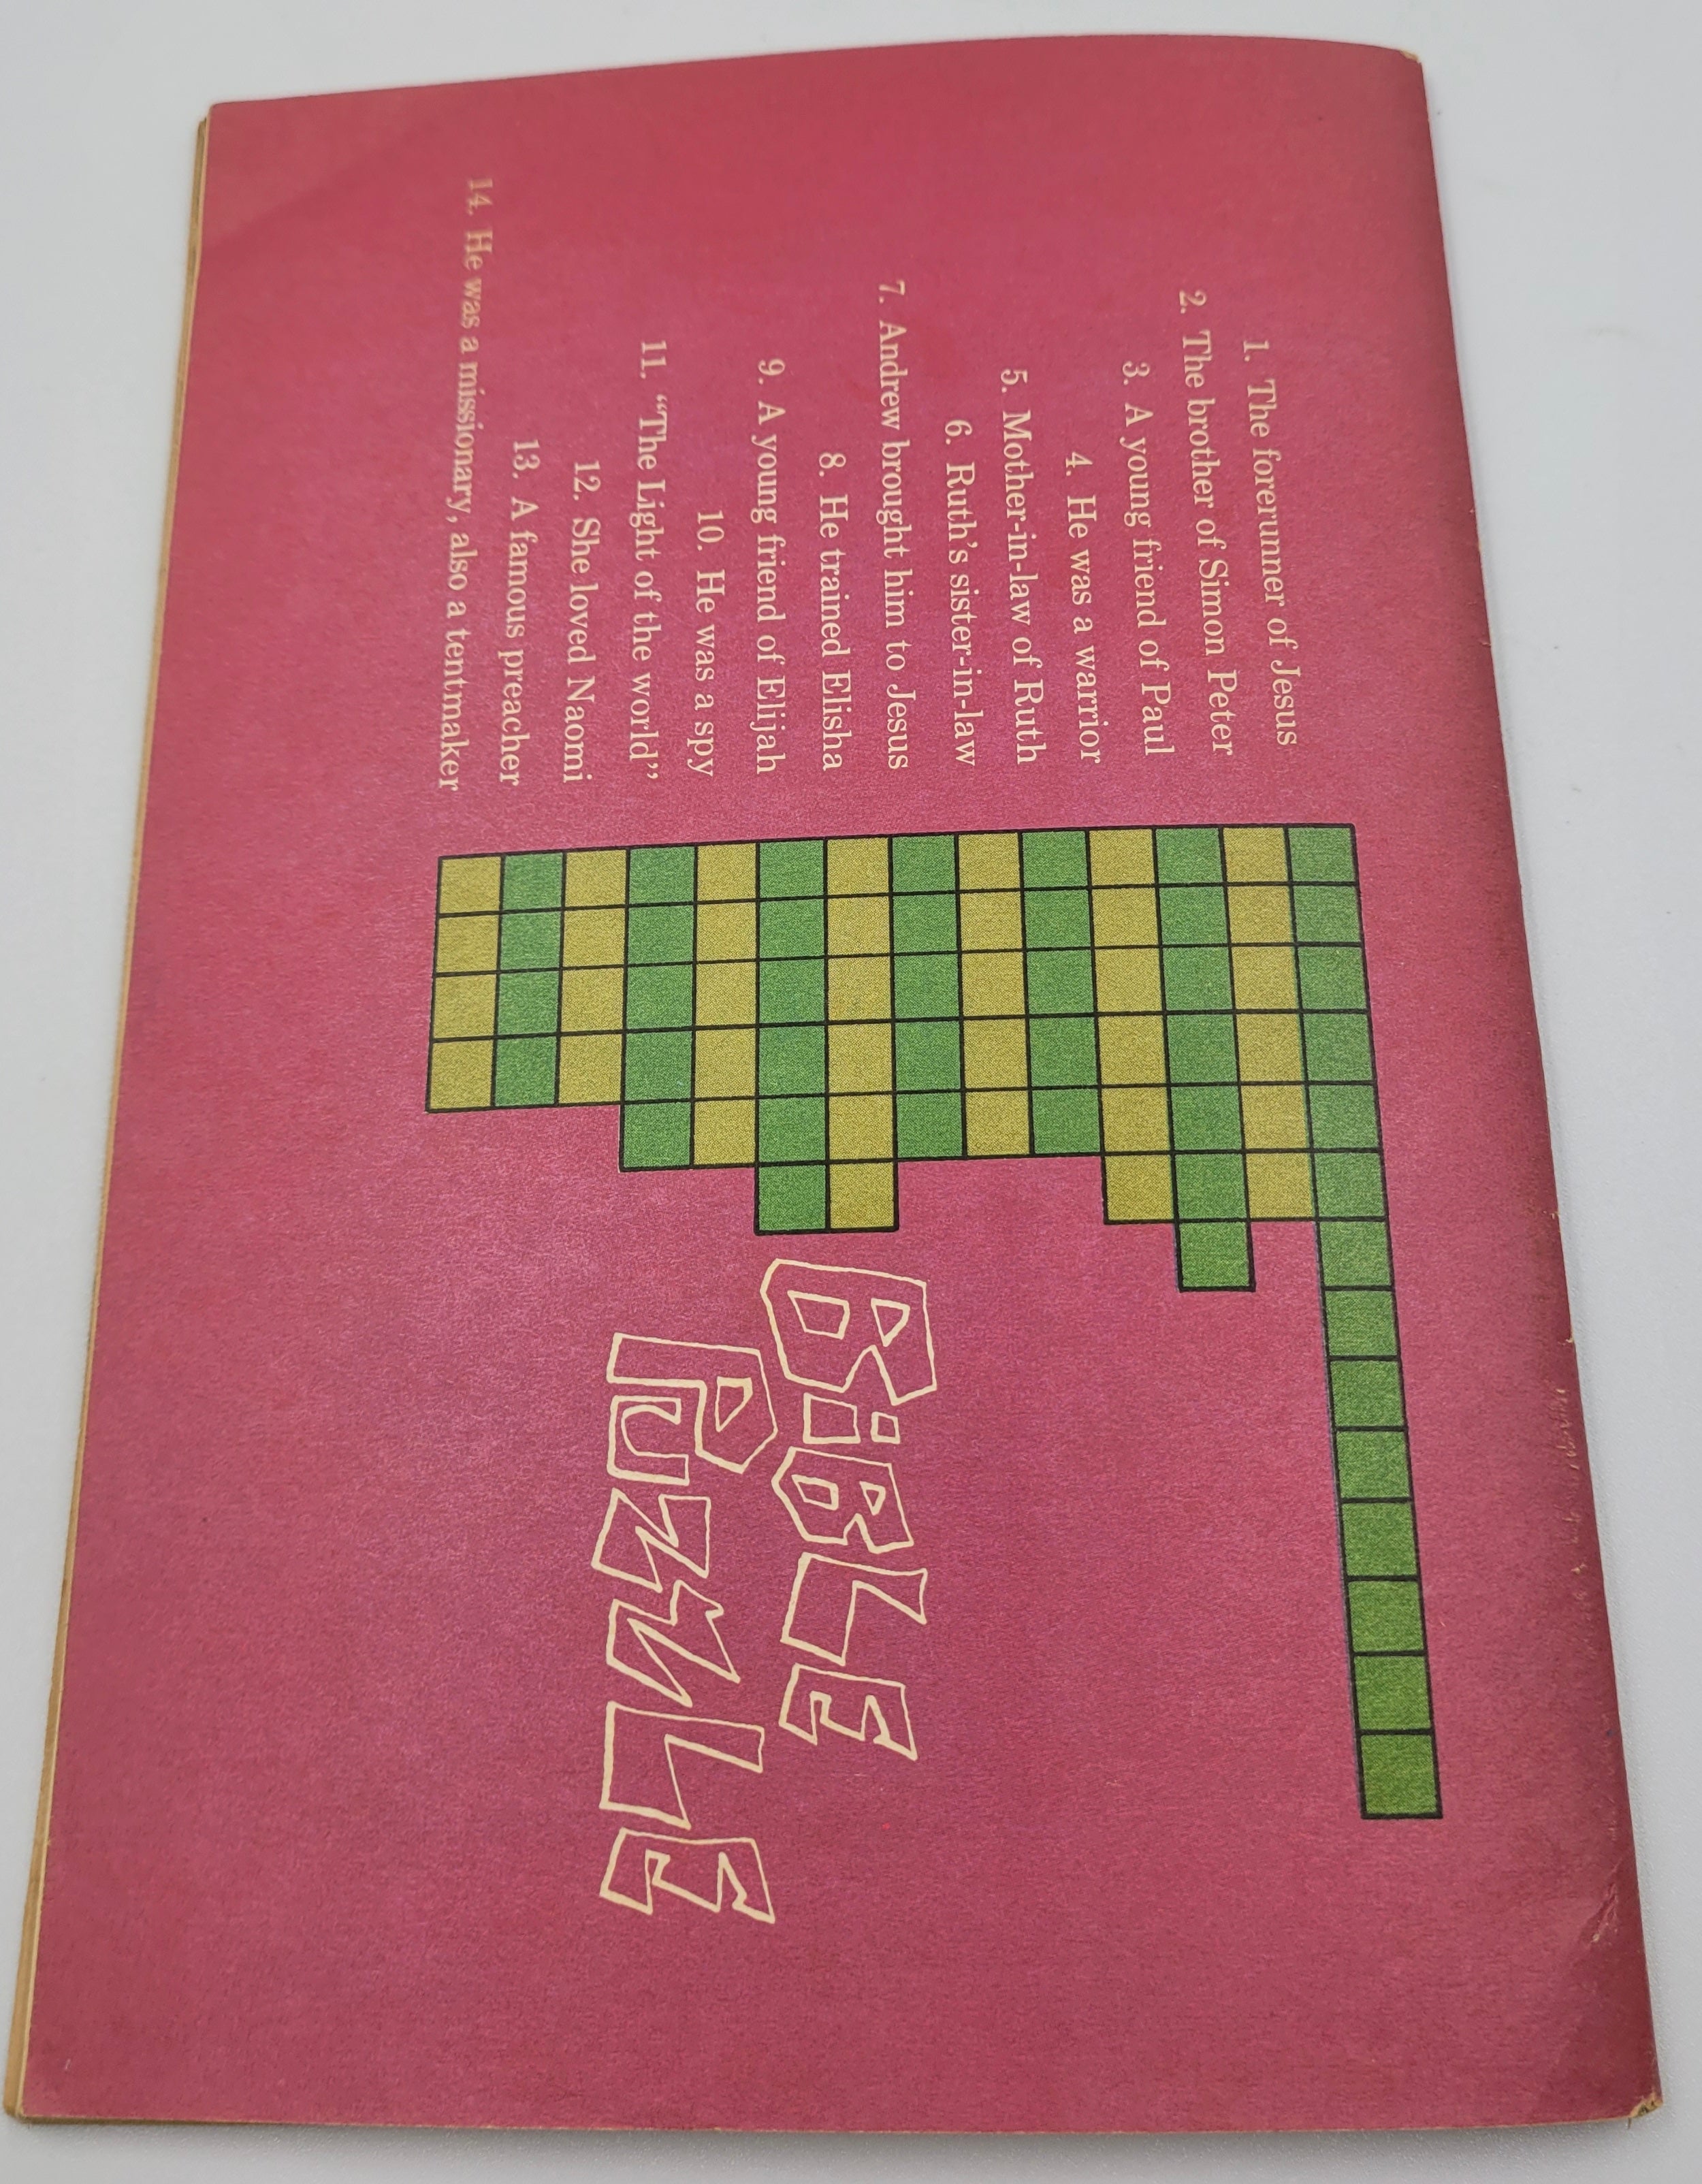 1. The forerunner of Jesus
2. The brother of Simon Peter
3. A young friend of Paul
4. He was a warrior
5. Mother-in-law of Ruth
6. Ruth's sister-in-law
7. Andrew brought him to Jesus
8. He trained Elisha
9. A young friend of Elijah
10. He was a spy
11. “The Light of the world”
12. She loved Naomi
13. A famous preacher
14. He was a missionary, also a tentmaker
BiBLE
PUZZLE